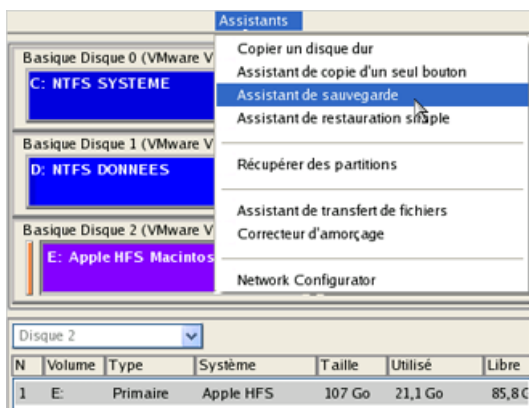 Assistants
Copier un disque dur
Assistant de copie d'un seul bouton
Assistant de sauvegarde
Assistant de restauration simple
Récupérer des partitions
Assistant de transfert de fichiers
Correcteur d'amorçage
Network Configurator
Basique Disque 0 (VMware V
C: NTFS SYSTEME
Basique Disque 1 (VMware V
D: NTFS DONNEES
Basique Disque 2 (VMware V
E: Apple HFS Macintos
Disque 2
N Volume Type Système Taille Utilisé Libre
1 E: Primaire Apple HFS 107 Go 21,1 Go 85,8 G